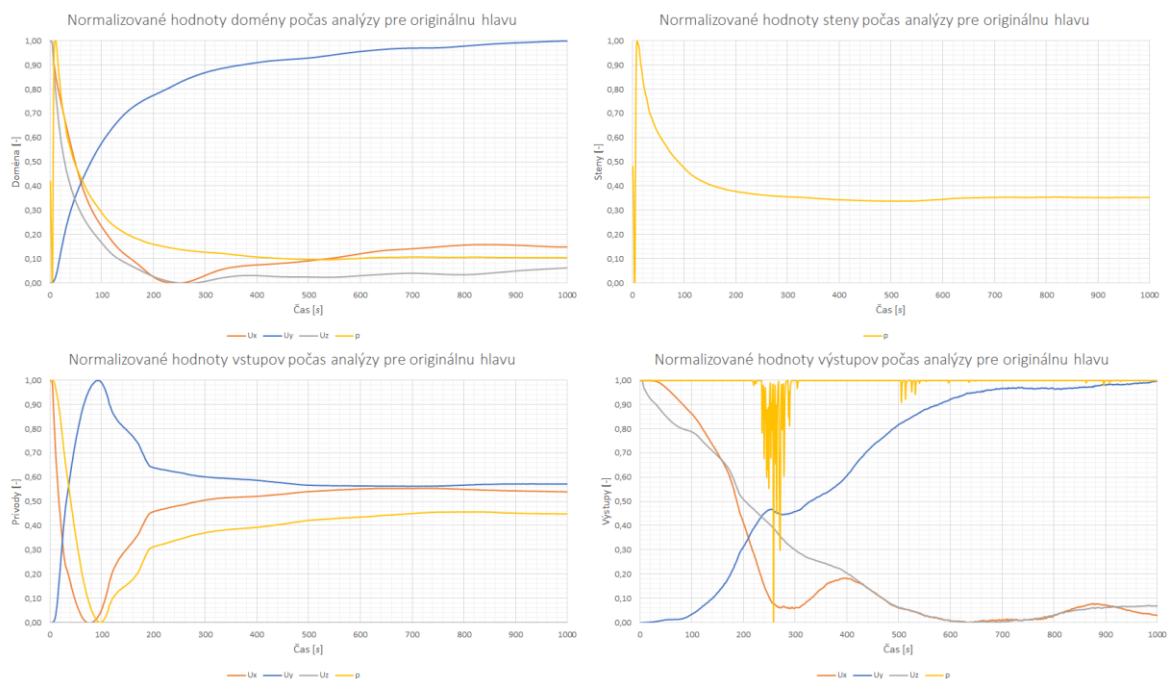 Normalizované hodnoty domény počas analýzy pre originálnu hlavu
1,00
0,90
0,80
0,70
0,60
0,50
0,40
0,30
0,20
0,10
0,00
Doména [-]
0 100 200 300 400 500 600 700 800 900 1000
Čas [s]
Ux Uy Uz p
Normalizované hodnoty steny počas analýzy pre originálnu hlavu
1,00
0,90
0,80
0,70
0,60
0,50
0,40
0,30
0,20
0,10
0,00
Steny [-]
0 100 200 300 400 500 600 700 800 900 1000
Čas [s]
p
Normalizované hodnoty vstupov počas analýzy pre originálnu hlavu
1,00
0,90
0,80
0,70
0,60
0,50
0,40
0,30
0,20
0,10
0,00
Prívody [-]
0 100 200 300 400 500 600 700 800 900 1000
Čas [s]
Ux Uy Uz p
Normalizované hodnoty výstupov počas analýzy pre originálnu hlavu
1,00
0,90
0,80
0,70
0,60
0,50
0,40
0,30
0,20
0,10
0,00
Výstupy [-]
0 100 200 300 400 500 600 700 800 900 1000
Čas [s]
Ux Uy Uz p